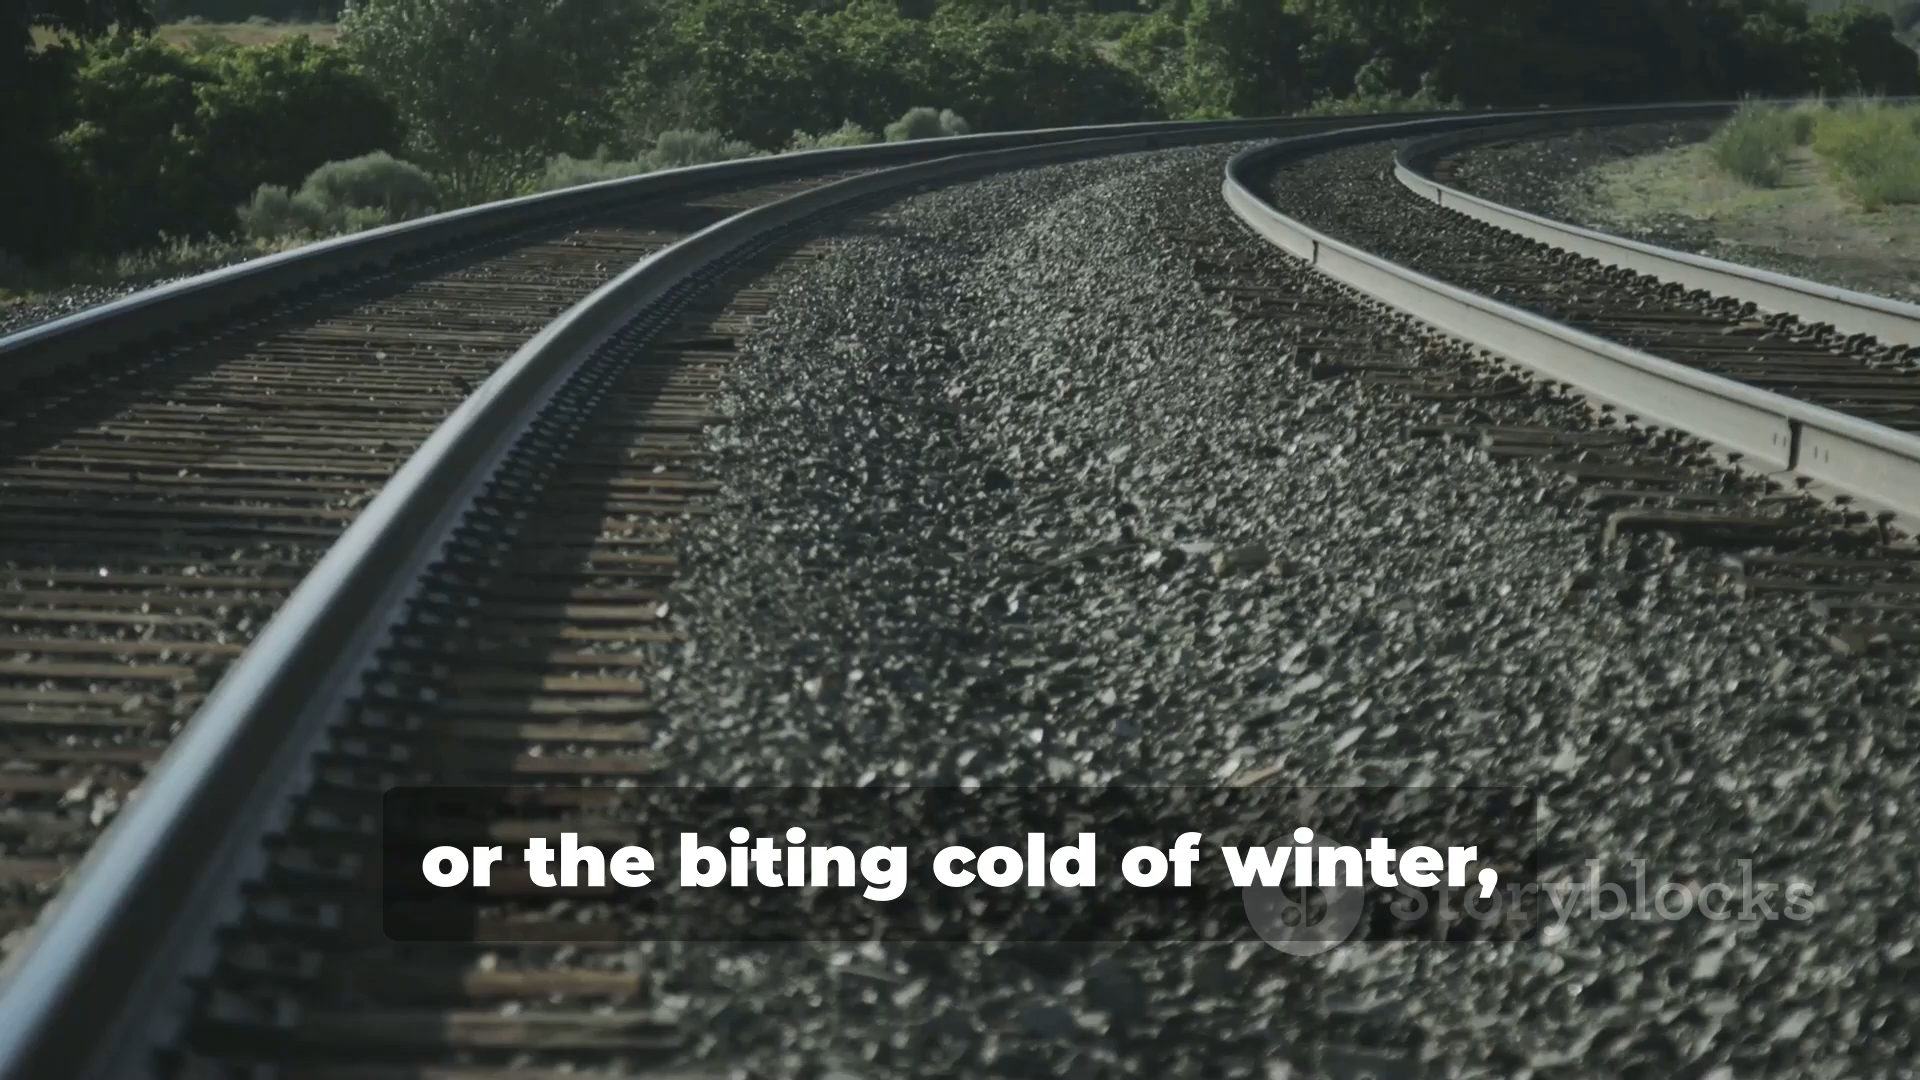 or the biting cold of winter,
Storyblocks